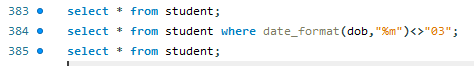 383 select * from student;
384 select * from student where date_format(dob,"%m")<>"03";
385 select * from student;